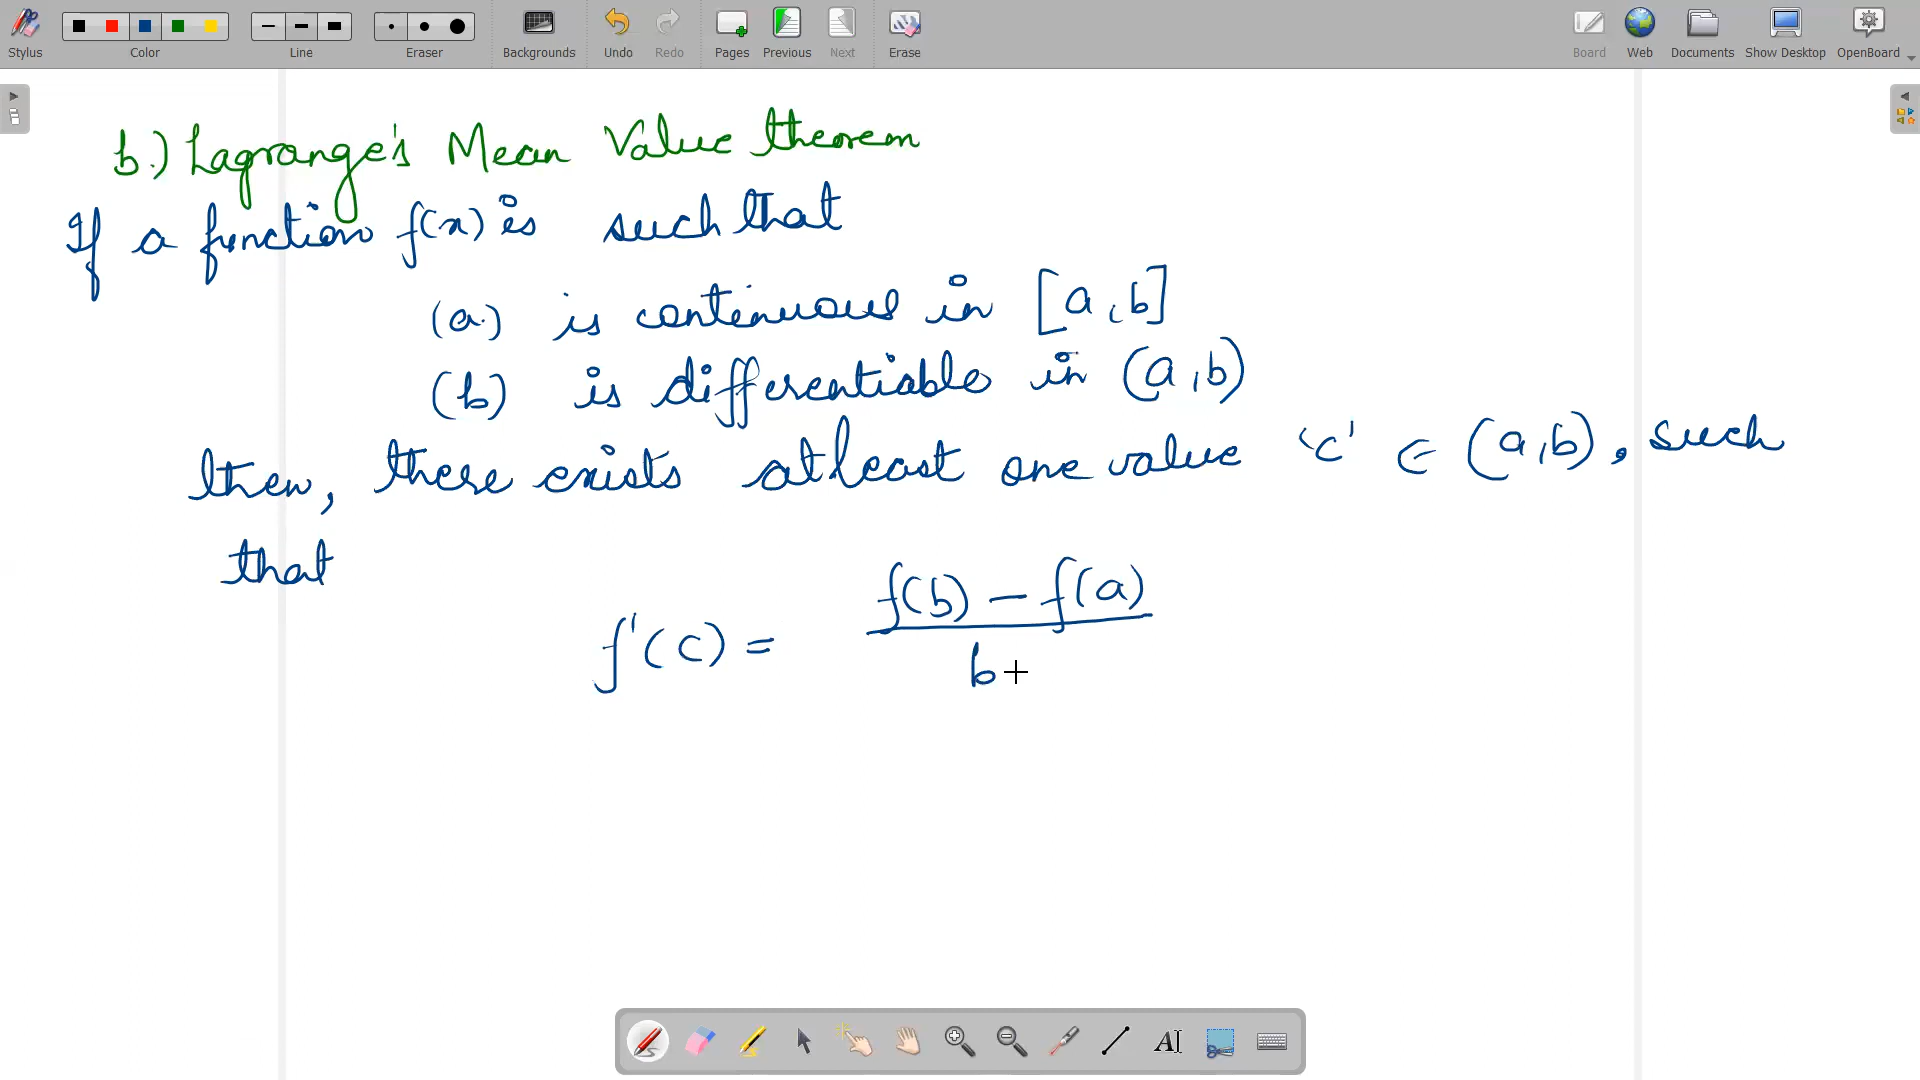 Stylus Color Line Eraser Backgrounds Undo Redo Pages Previous Next Erase Board Web Documents Show Desktop OpenBoard
b.) Lagrange's Mean Value theorem
If a function f(x) is such that
(a.) is continuous in [a,b]
(b) is differentiable in (a,b)
then, there exists atleast one value 'c' ∈ (a,b), such
that
f(b) - f(a)
f'(c) =
b